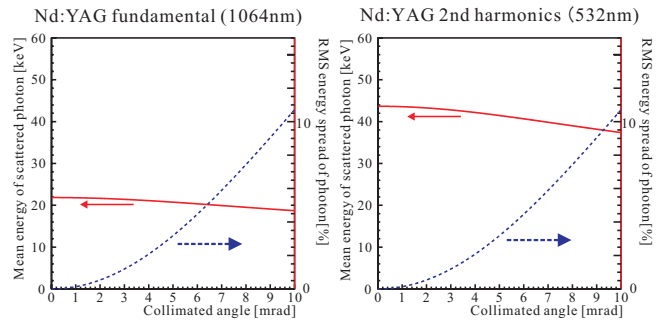 Nd:YAG fundamental (1064nm)
Mean energy of scattered photon [keV]
60
50
40
30
20
10
0
0 1 2 3 4 5 6 7 8 9 10
Collimated angle [mrad]
10
0
RMS energy spread of photon[%]
Nd:YAG 2nd harmonics (532nm)
Mean energy of scattered photon [keV]
60
50
40
30
20
10
0
0 1 2 3 4 5 6 7 8 9 10
Collimated angle [mrad]
10
0
RMS energy spread of photon[%]